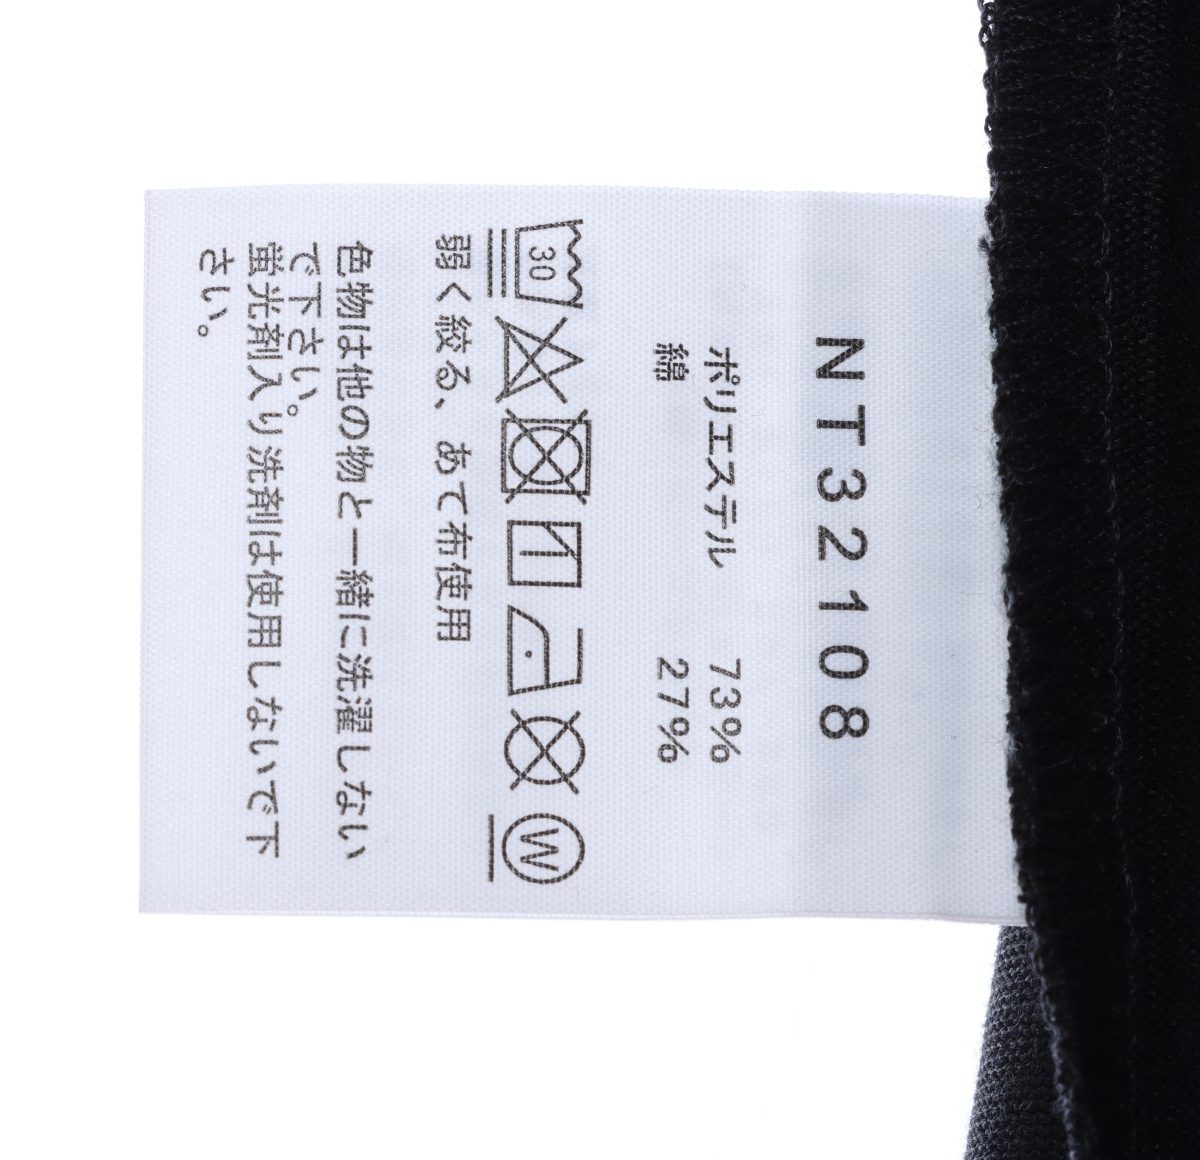 NT32108
ポリエステル 73%
綿 27%
30
W
弱く絞る、あて布使用
色物は他の物と一緒に洗濯しない
で下さい。
蛍光剤入り洗剤は使用しないで下
さい。